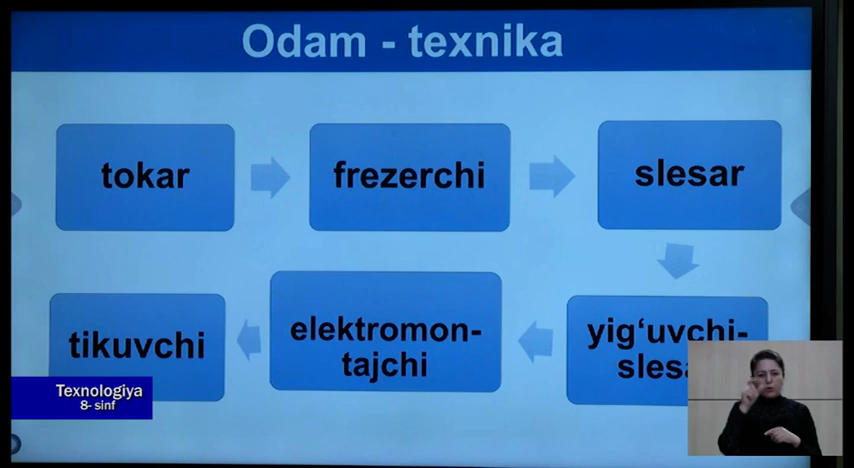 Odam - texnika
tokar
frezerchi
slesar
yig‘uvchi-
tikuvchi
elektromon-
tajchi
Texnologiya
8- sinf